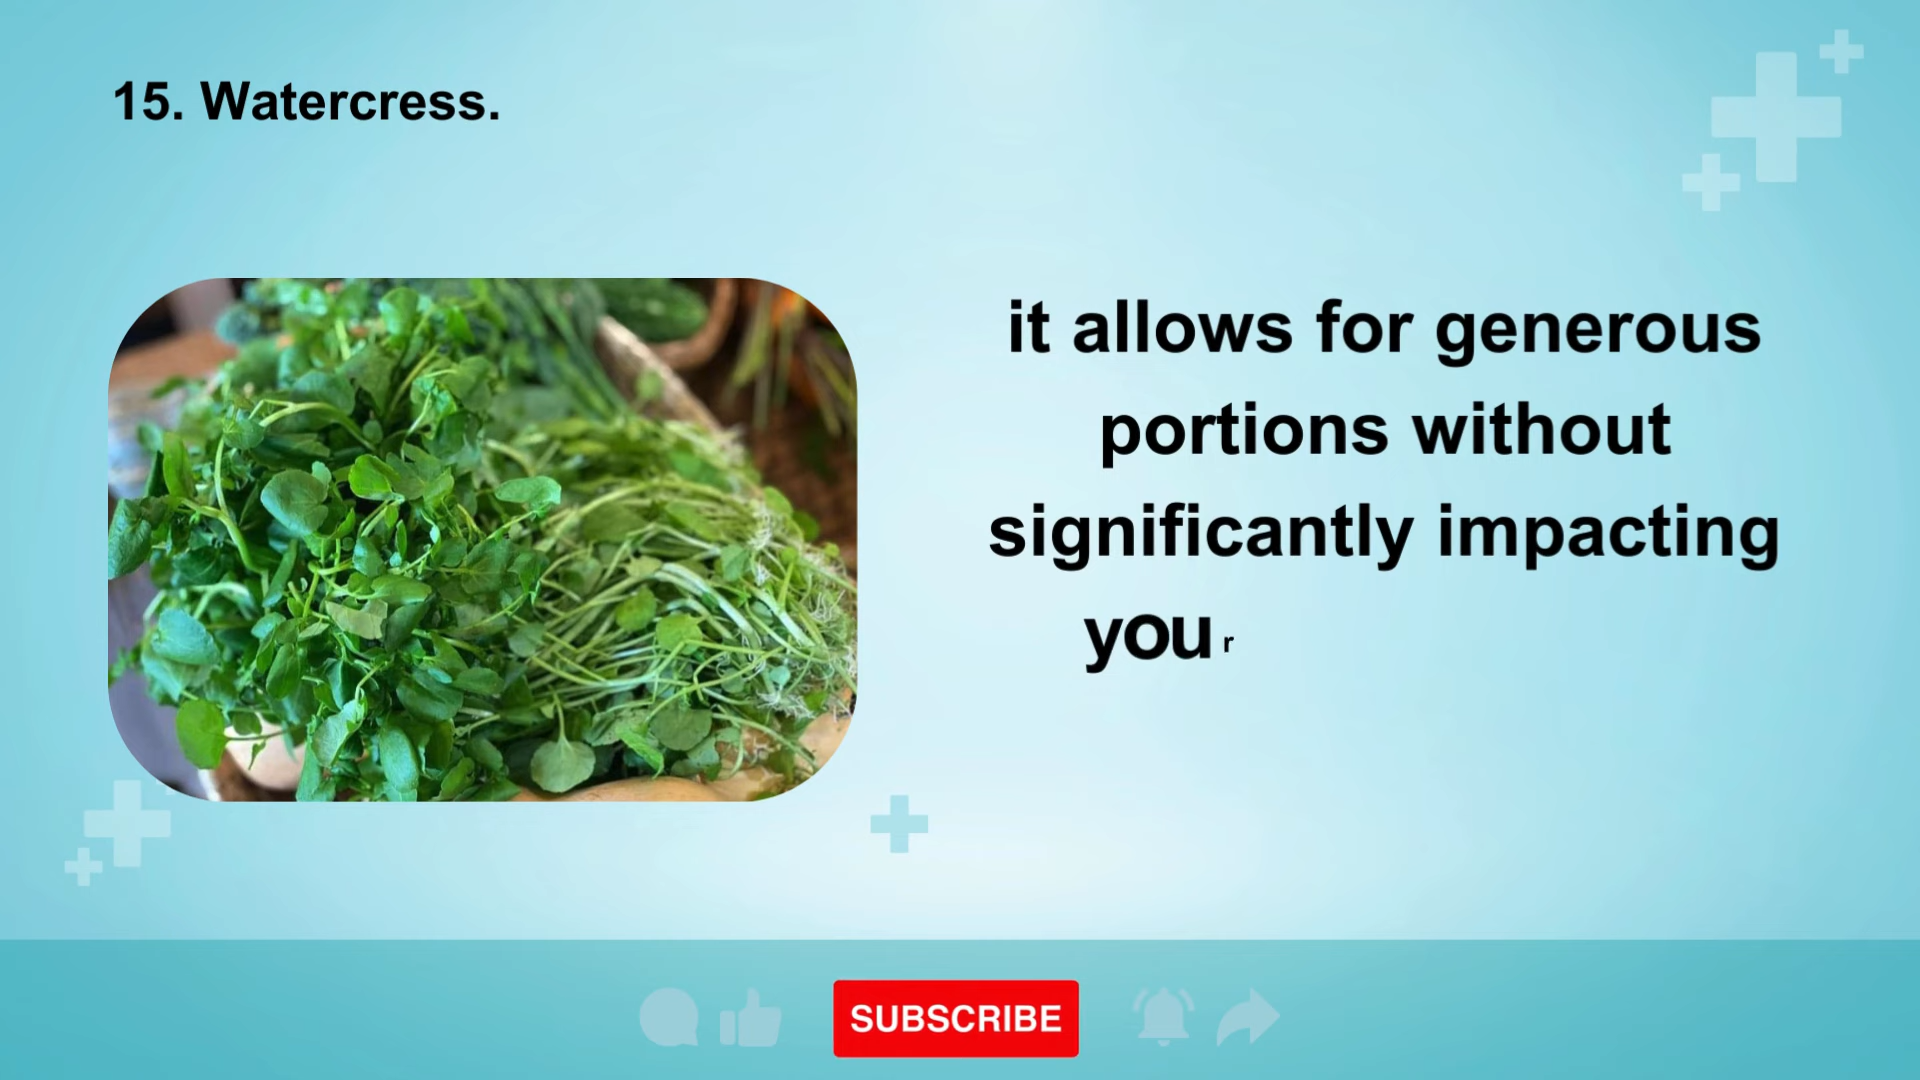 15. Watercress.
it allows for generous
portions without
significantly impacting
your
SUBSCRIBE